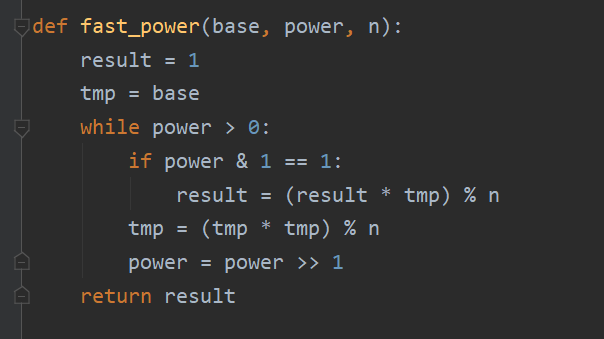 def fast_power(base, power, n):
    result = 1
    tmp = base
    while power > 0:
        if power & 1 == 1:
            result = (result * tmp) % n
        tmp = (tmp * tmp) % n
        power = power >> 1
    return result